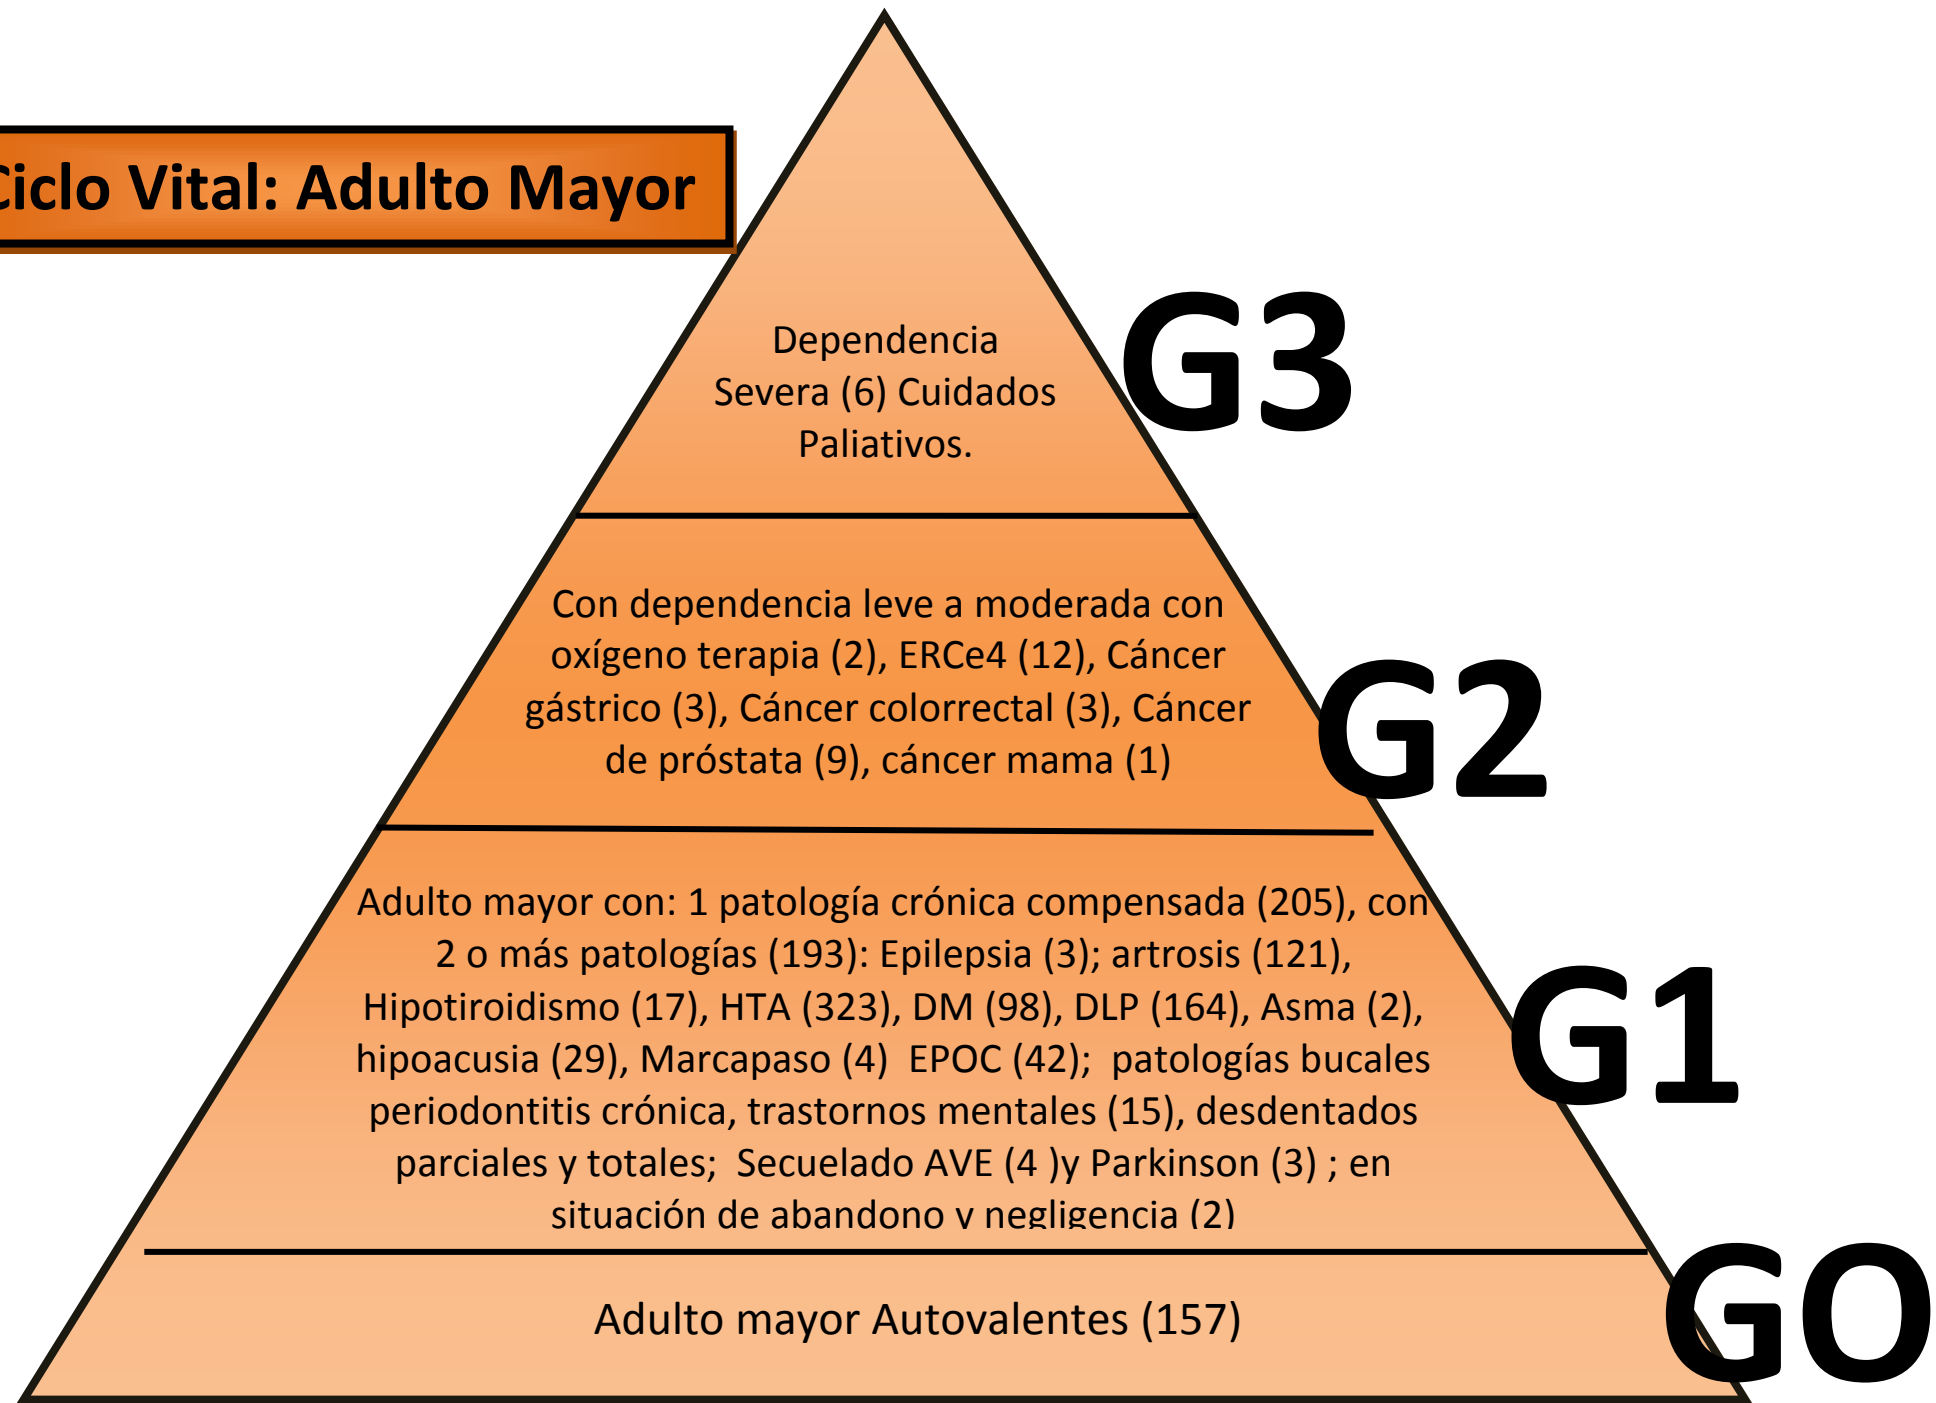 Ciclo Vital: Adulto Mayor
Dependencia
Severa (6) Cuidados
Paliativos.
G3
Con dependencia leve a moderada con
oxígeno terapia (2), ERCe4 (12), Cáncer
gástrico (3), Cáncer colorrectal (3), Cáncer
de próstata (9), cáncer mama (1)
G2
Adulto mayor con: 1 patología crónica compensada (205), con
2 o más patologías (193): Epilepsia (3); artrosis (121),
Hipotiroidismo (17), HTA (323), DM (98), DLP (164), Asma (2),
hipoacusia (29), Marcapaso (4)  EPOC (42);  patologías bucales
periodontitis crónica, trastornos mentales (15), desdentados
parciales y totales;  Secuelado AVE (4 )y Parkinson (3) ; en
situación de abandono y negligencia (2)
G1
Adulto mayor Autovalentes (157)
GO